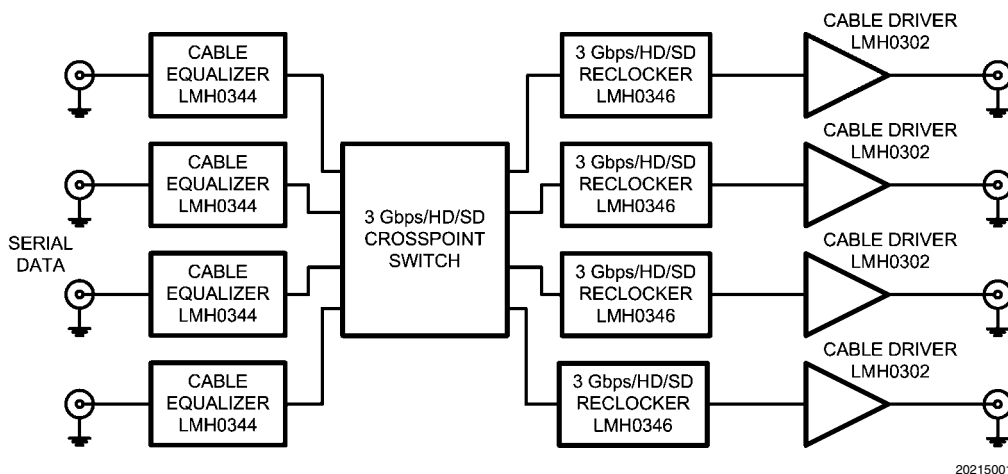 CABLE
EQUALIZER
LMH0344
3 Gbps/HD/SD
RECLOCKER
LMH0346
CABLE DRIVER
LMH0302
CABLE
EQUALIZER
LMH0344
3 Gbps/HD/SD
RECLOCKER
LMH0346
CABLE DRIVER
LMH0302
SERIAL
DATA
3 Gbps/HD/SD
CROSSPOINT
SWITCH
CABLE
EQUALIZER
LMH0344
3 Gbps/HD/SD
RECLOCKER
LMH0346
CABLE DRIVER
LMH0302
CABLE
EQUALIZER
LMH0344
3 Gbps/HD/SD
RECLOCKER
LMH0346
CABLE DRIVER
LMH0302